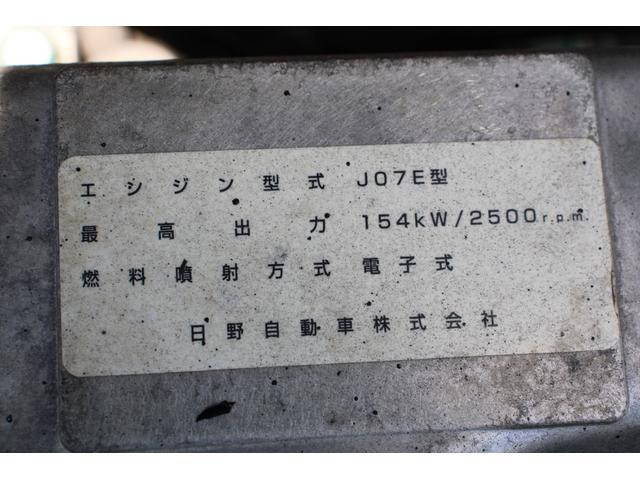 エンジン型式 J07E型
最高出力 154kW/2500r.p.m.
燃料噴射方式 電子式
日野自動車株式会社